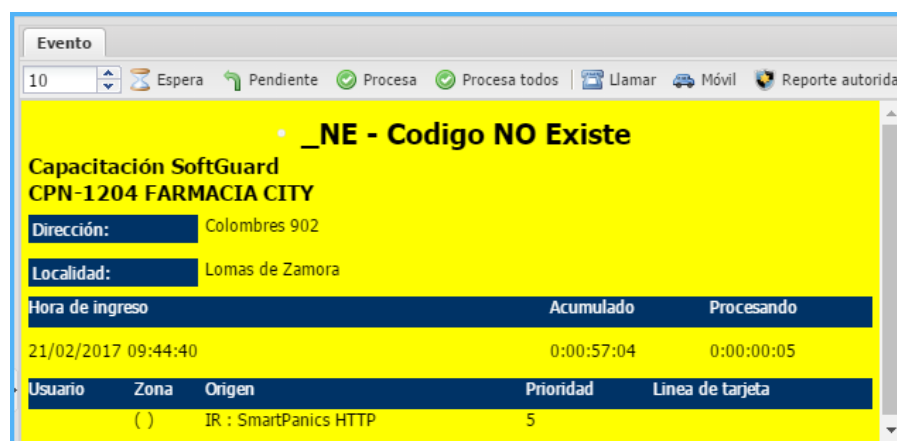 Evento
10 Espera Pendiente Procesa Procesa todos Llamar Móvil Reporte autorida
_NE - Codigo NO Existe
Capacitación SoftGuard
CPN-1204 FARMACIA CITY
Dirección: Colombres 902
Localidad: Lomas de Zamora
Hora de ingreso Acumulado Procesando
21/02/2017 09:44:40 0:00:57:04 0:00:00:05
Usuario Zona Origen Prioridad Linea de tarjeta
( ) IR : SmartPanics HTTP 5